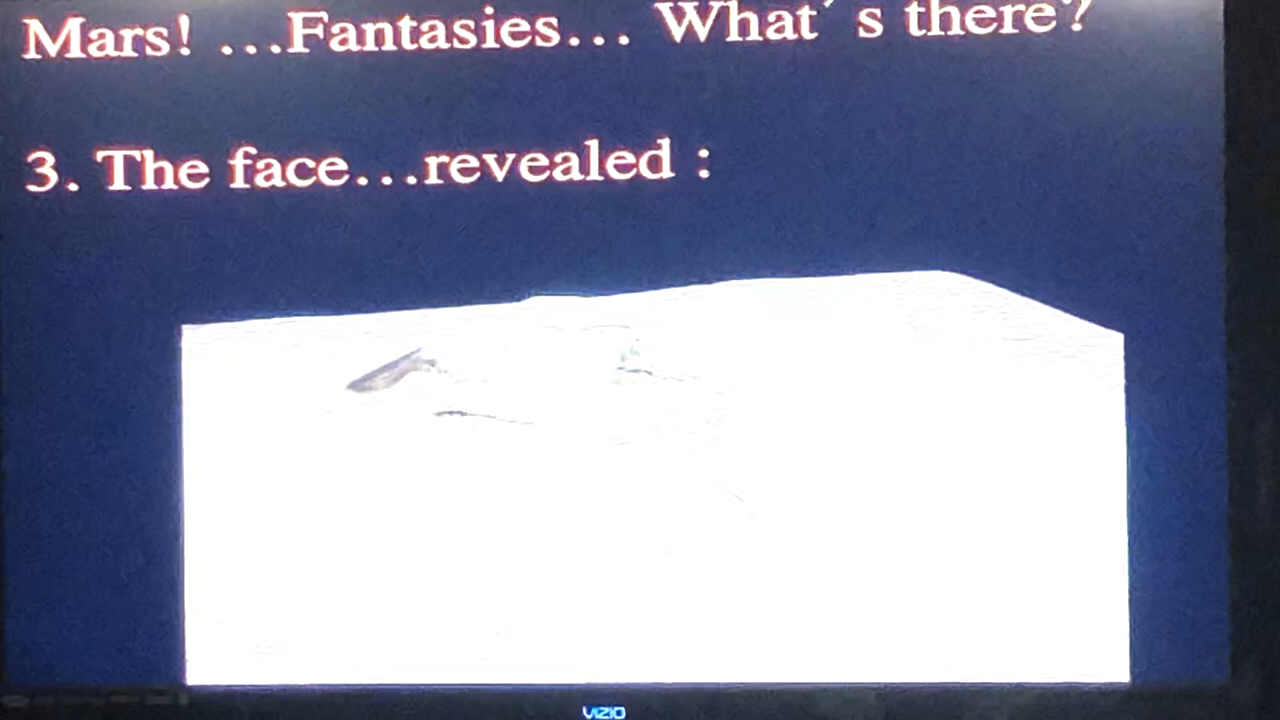 Mars! ...Fantasies... What's there?
3. The face...revealed :
VIZIO